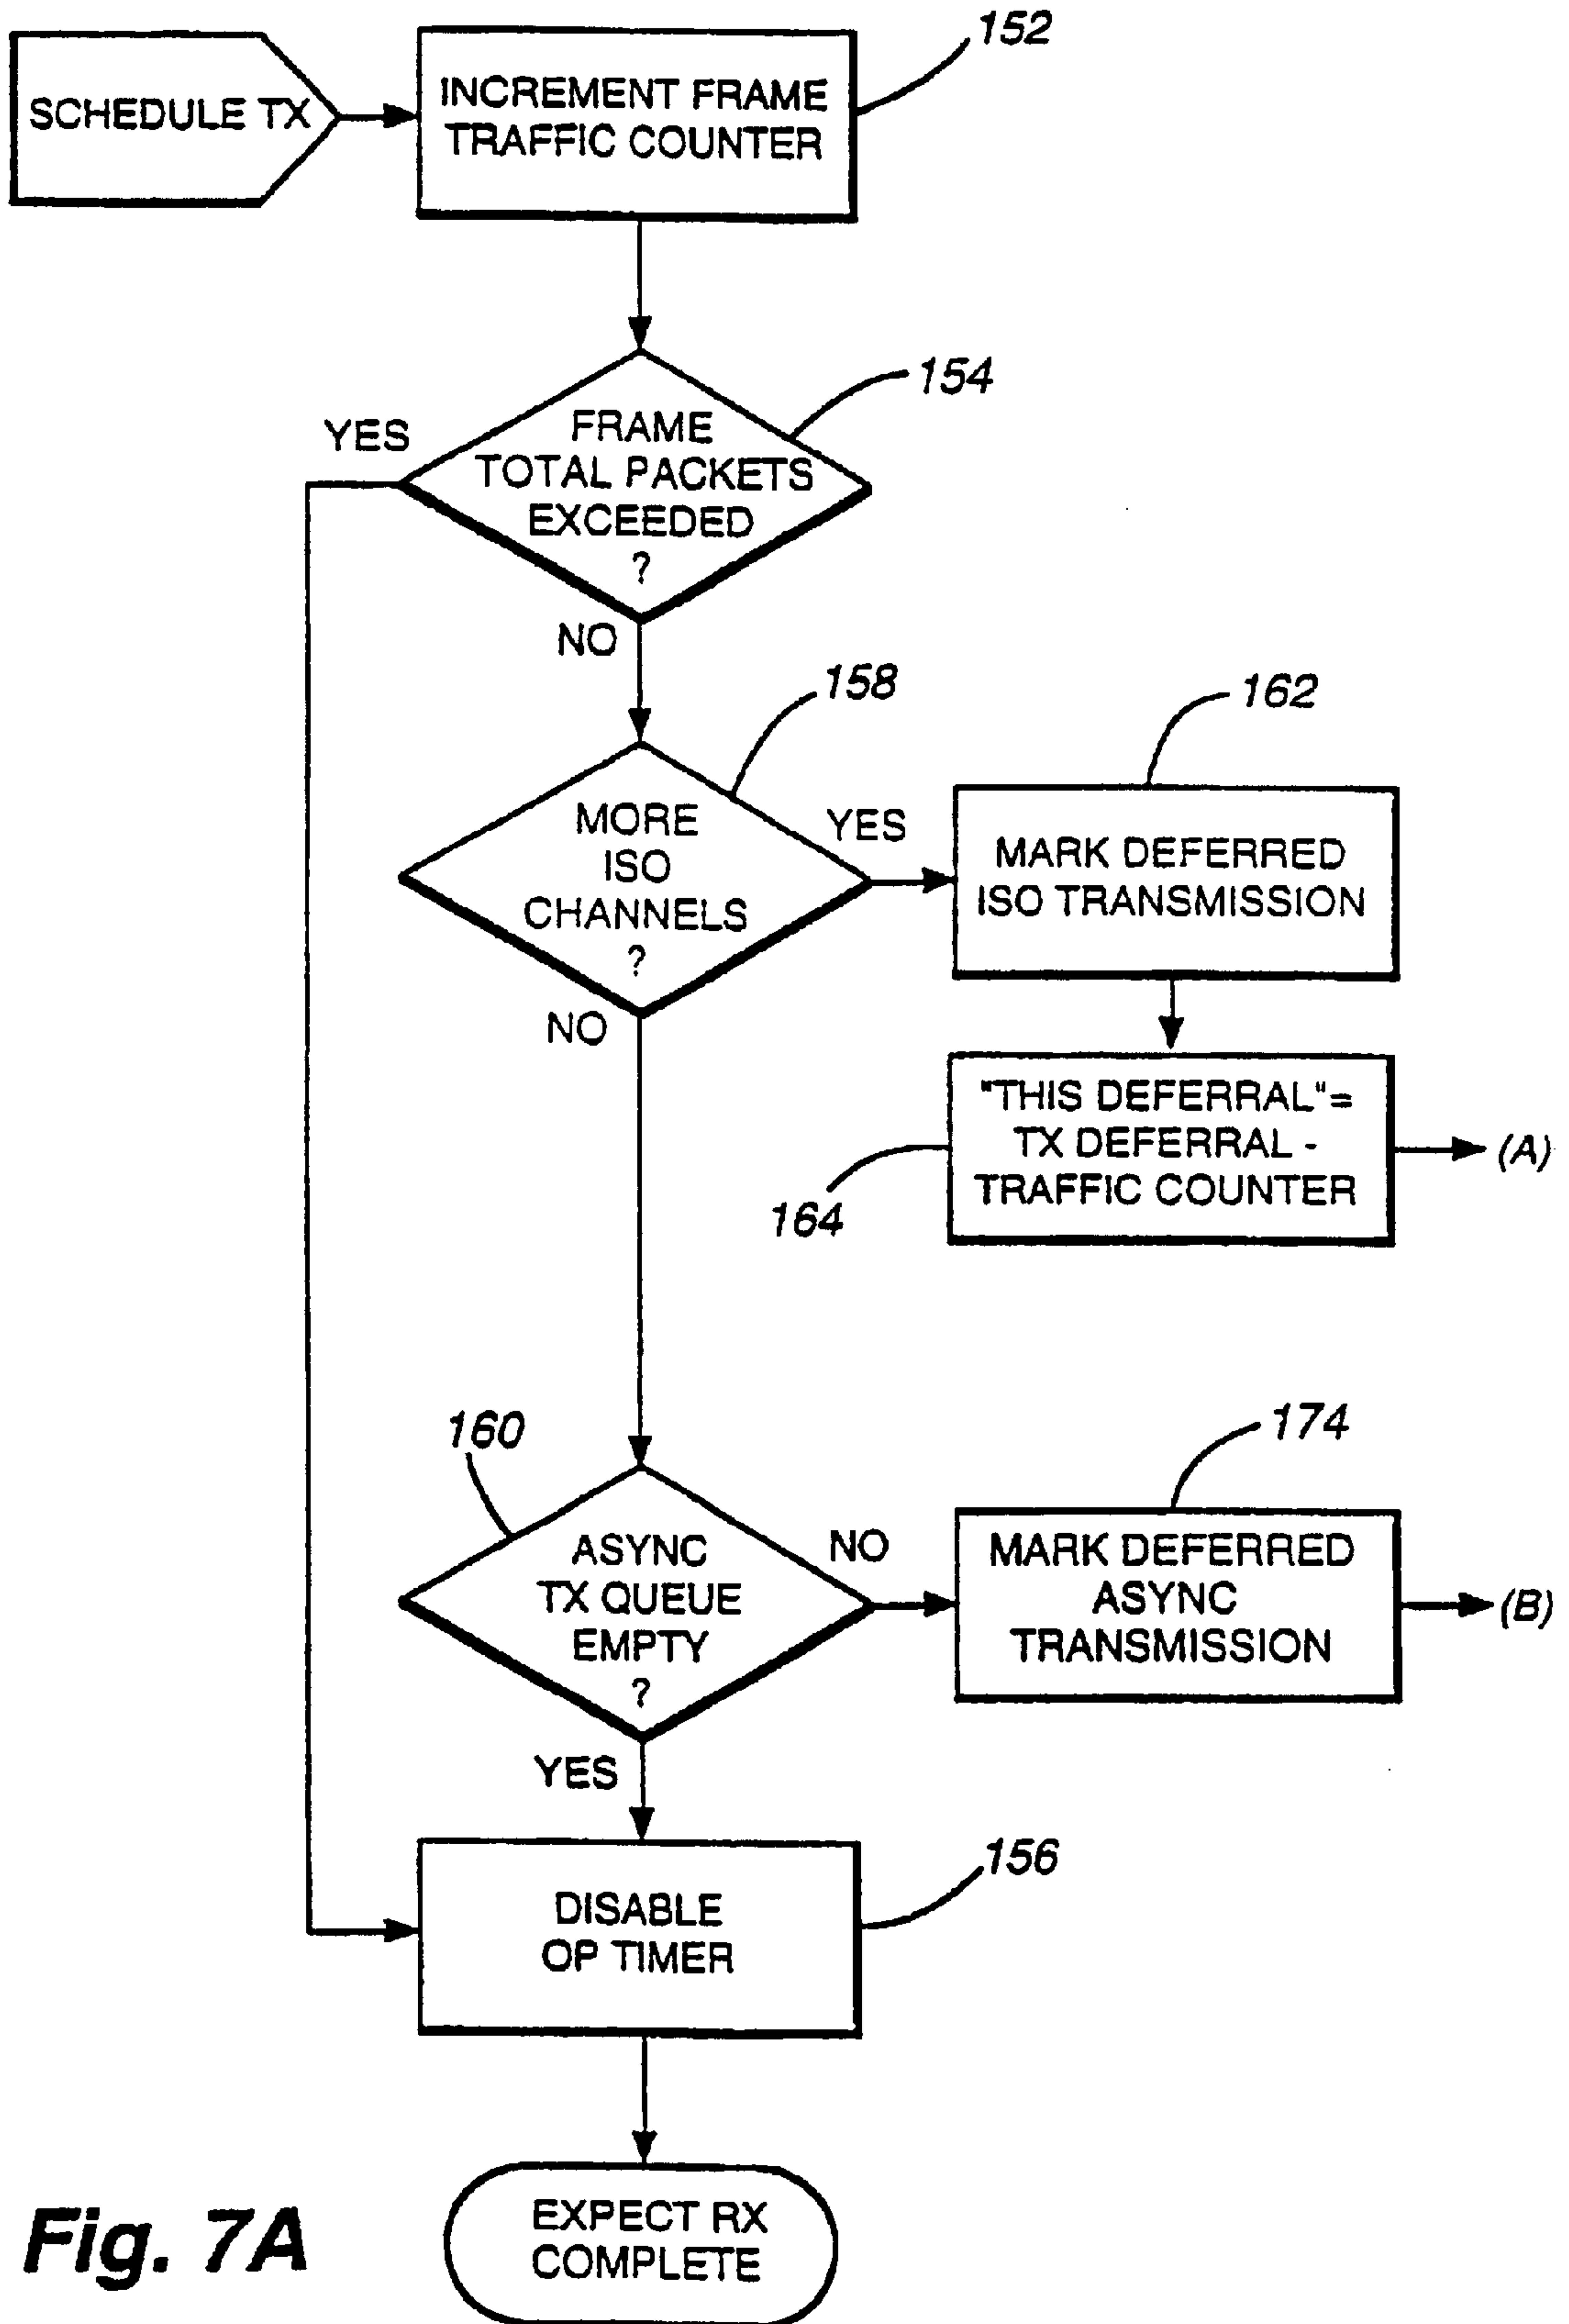 152
SCHEDULE TX
INCREMENT FRAME
TRAFFIC COUNTER
154
YES
FRAME
TOTAL PACKETS
EXCEEDED
?
NO
158
162
MORE
ISO
CHANNELS
?
YES
MARK DEFERRED
ISO TRANSMISSION
NO
"THIS DEFERRAL"=
TX DEFERRAL -
TRAFFIC COUNTER
(A)
164
160
174
ASYNC
TX QUEUE
EMPTY
?
NO
MARK DEFERRED
ASYNC
TRANSMISSION
(B)
YES
156
DISABLE
OP TIMER
EXPECT RX
COMPLETE
Fig. 7A